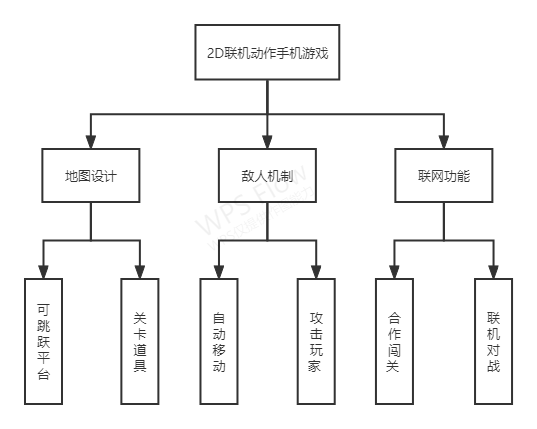 2D联机动作手机游戏
地图设计
敌人机制
联网功能
可跳跃平台
关卡道具
自动移动
攻击玩家
合作闯关
联机对战
WPS Flow